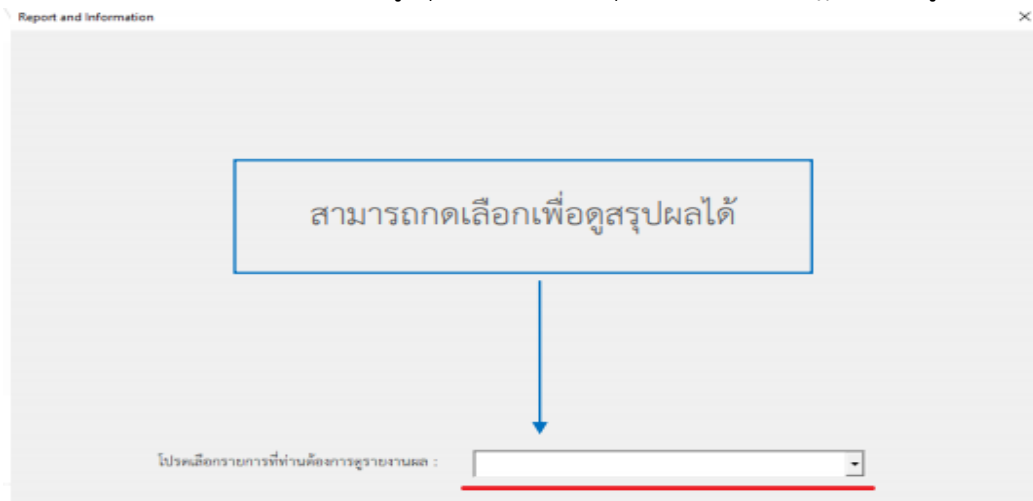 Report and Information
สามารถกดเลือกเพื่อดูสรุปผลได้
โปรดเลือกรายการที่ท่านต้องการดูรายงานผล :